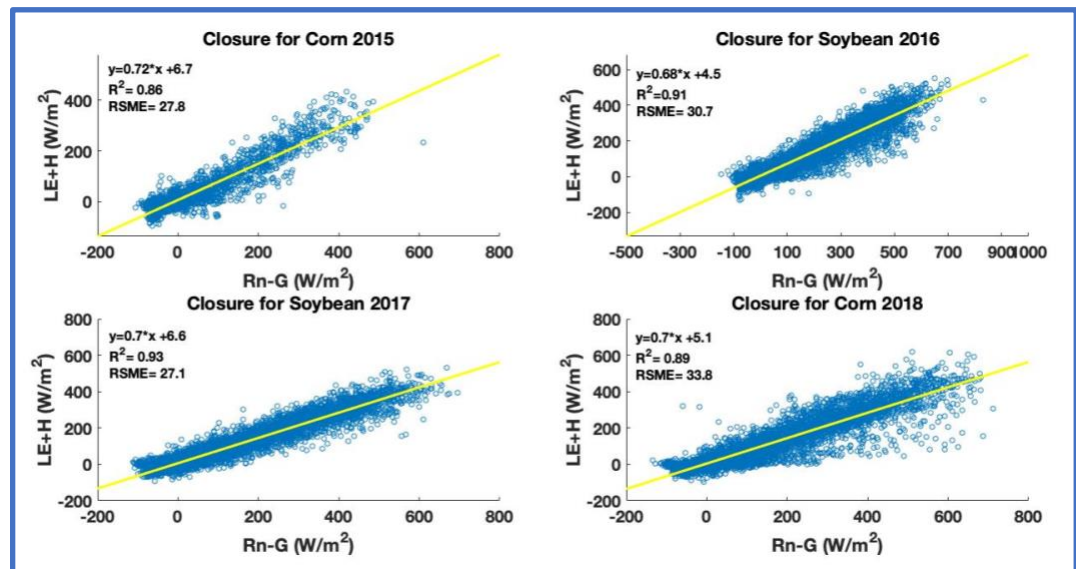 Closure for Corn 2015
y=0.72*x +6.7
R²= 0.86
RSME= 27.8
LE+H (W/m²)
400
200
0
-200 0 200 400 600 800
Rn-G (W/m²)
Closure for Soybean 2016
y=0.68*x +4.5
R²=0.91
RSME= 30.7
LE+H (W/m²)
600
400
200
0
-200
-500 -300 -100 100 300 500 700 9001000
Rn-G (W/m²)
Closure for Soybean 2017
y=0.7*x +6.6
R²= 0.93
RSME= 27.1
LE+H (W/m²)
800
600
400
200
0
-200
-200 0 200 400 600 800
Rn-G (W/m²)
Closure for Corn 2018
y=0.7*x +5.1
R²= 0.89
RSME= 33.8
LE+H (W/m²)
800
600
400
200
0
-200
-200 0 200 400 600 800
Rn-G (W/m²)